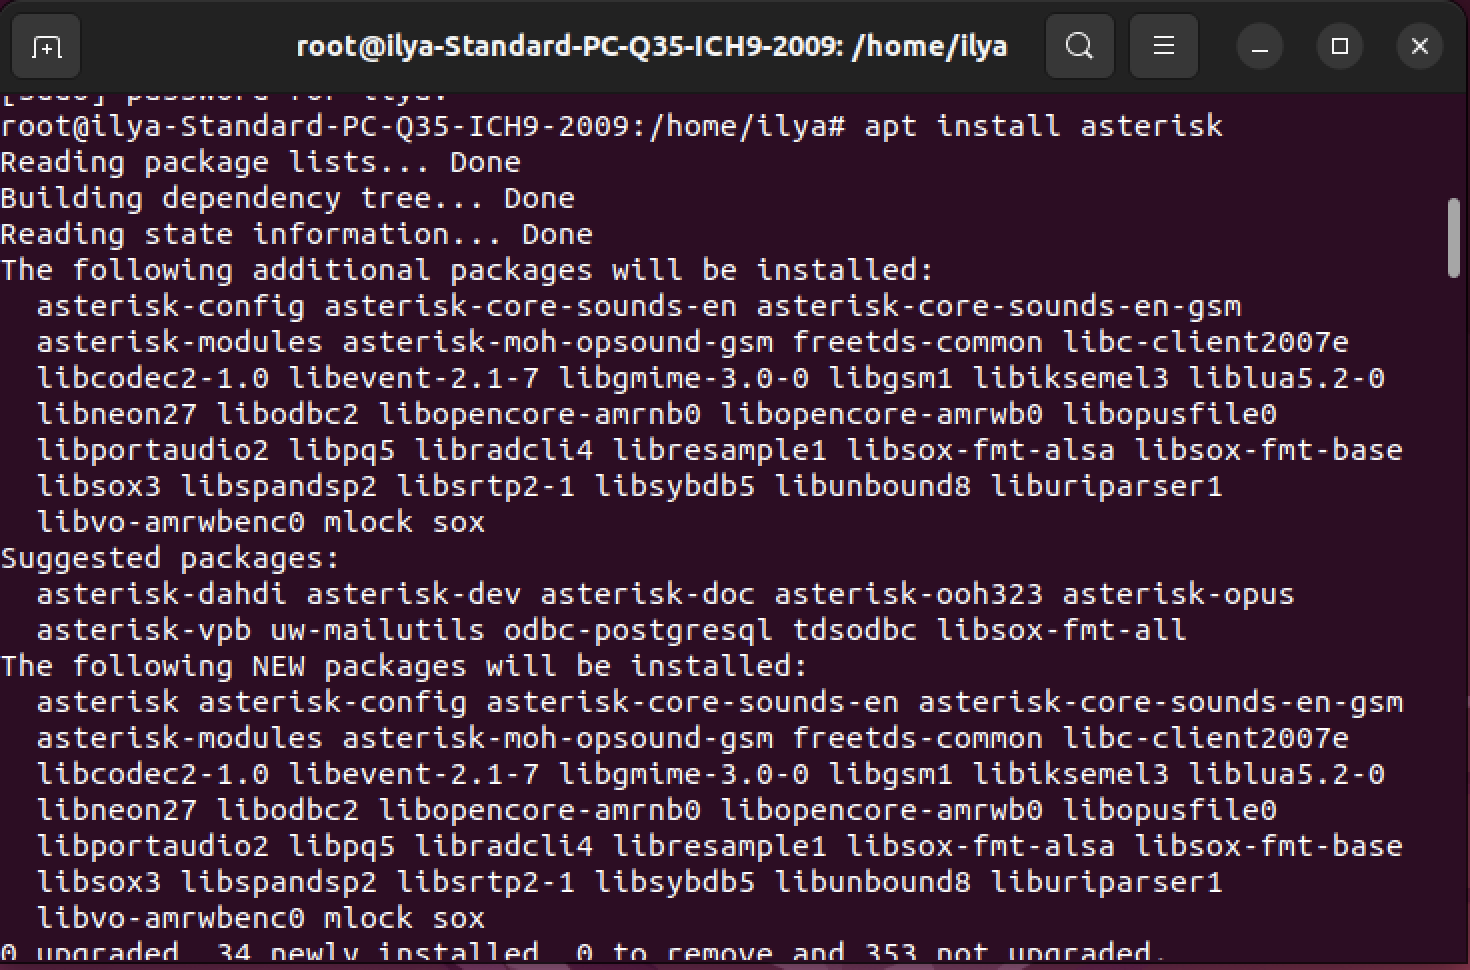 root@ilya-Standard-PC-Q35-ICH9-2009: /home/ilya
[sudo] password for ilya:
root@ilya-Standard-PC-Q35-ICH9-2009:/home/ilya# apt install asterisk
Reading package lists... Done
Building dependency tree... Done
Reading state information... Done
The following additional packages will be installed:
  asterisk-config asterisk-core-sounds-en asterisk-core-sounds-en-gsm
  asterisk-modules asterisk-moh-opsound-gsm freetds-common libc-client2007e
  libcodec2-1.0 libevent-2.1-7 libgmime-3.0-0 libgsm1 libiksemel3 liblua5.2-0
  libneon27 libodbc2 libopencore-amrnb0 libopencore-amrwb0 libopusfile0
  libportaudio2 libpq5 libradcli4 libresample1 libsox-fmt-alsa libsox-fmt-base
  libsox3 libspandsp2 libsrtp2-1 libsybdb5 libunbound8 liburiparser1
  libvo-amrwbenc0 mlock sox
Suggested packages:
  asterisk-dahdi asterisk-dev asterisk-doc asterisk-ooh323 asterisk-opus
  asterisk-vpb uw-mailutils odbc-postgresql tdsodbc libsox-fmt-all
The following NEW packages will be installed:
  asterisk asterisk-config asterisk-core-sounds-en asterisk-core-sounds-en-gsm
  asterisk-modules asterisk-moh-opsound-gsm freetds-common libc-client2007e
  libcodec2-1.0 libevent-2.1-7 libgmime-3.0-0 libgsm1 libiksemel3 liblua5.2-0
  libneon27 libodbc2 libopencore-amrnb0 libopencore-amrwb0 libopusfile0
  libportaudio2 libpq5 libradcli4 libresample1 libsox-fmt-alsa libsox-fmt-base
  libsox3 libspandsp2 libsrtp2-1 libsybdb5 libunbound8 liburiparser1
  libvo-amrwbenc0 mlock sox
0 upgraded, 34 newly installed, 0 to remove and 353 not upgraded.